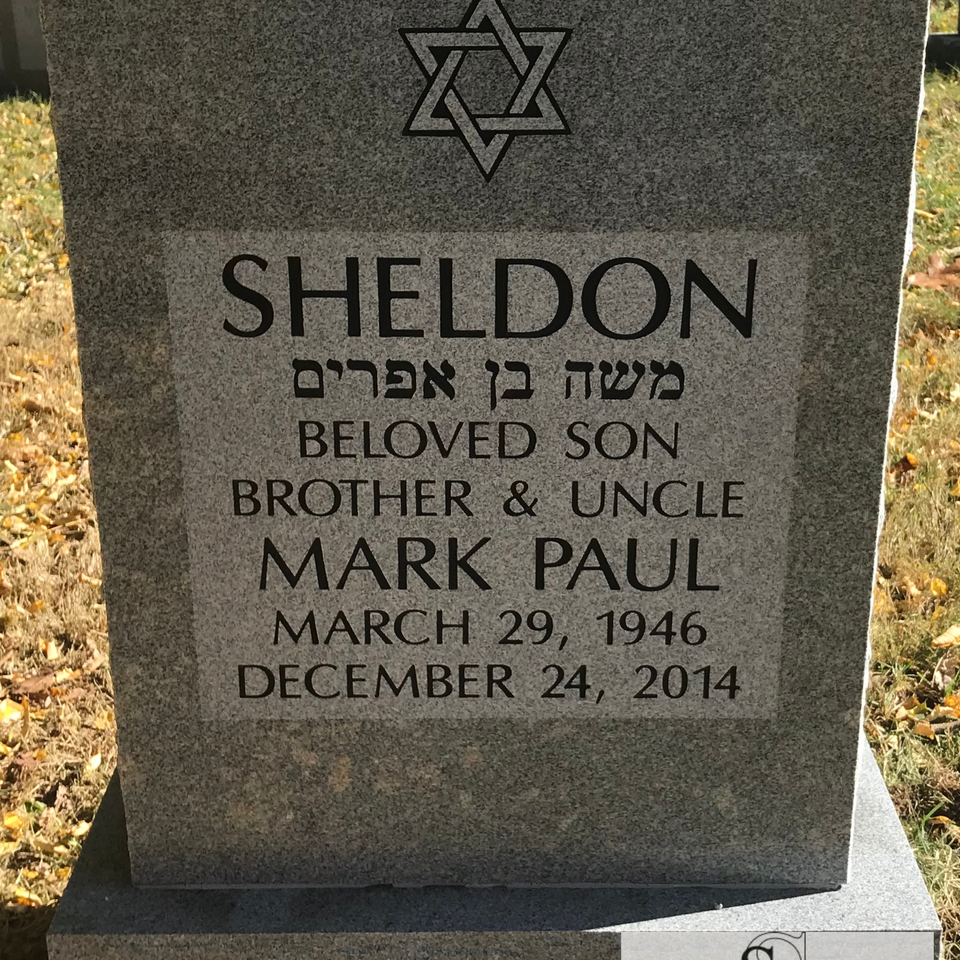 SHELDON
משה בן אפרים
BELOVED SON
BROTHER & UNCLE
MARK PAUL
MARCH 29, 1946
DECEMBER 24, 2014